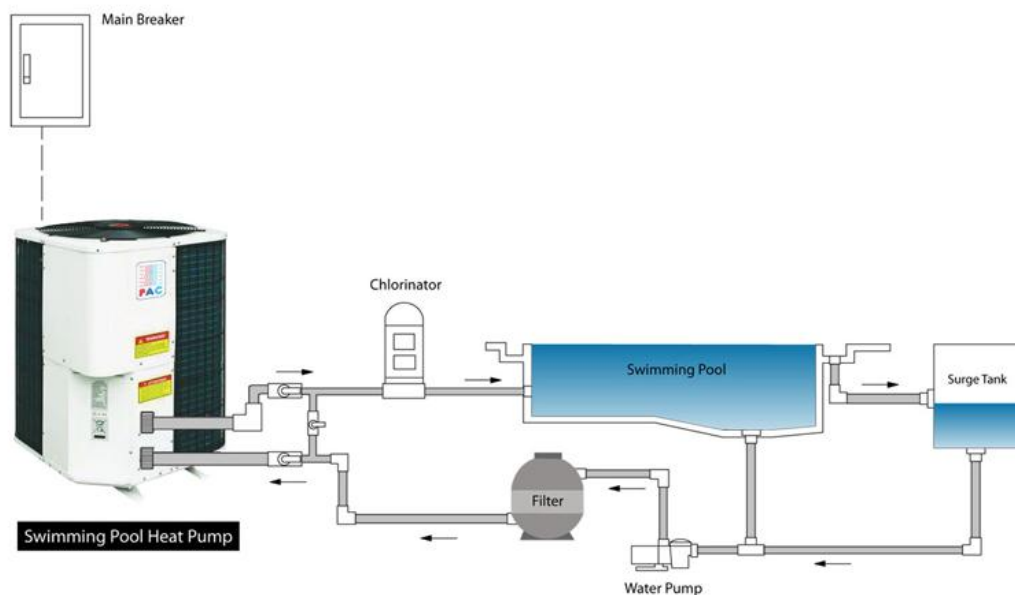 Main Breaker
PAC
Chlorinator
Swimming Pool
Surge Tank
Filter
Swimming Pool Heat Pump
Water Pump